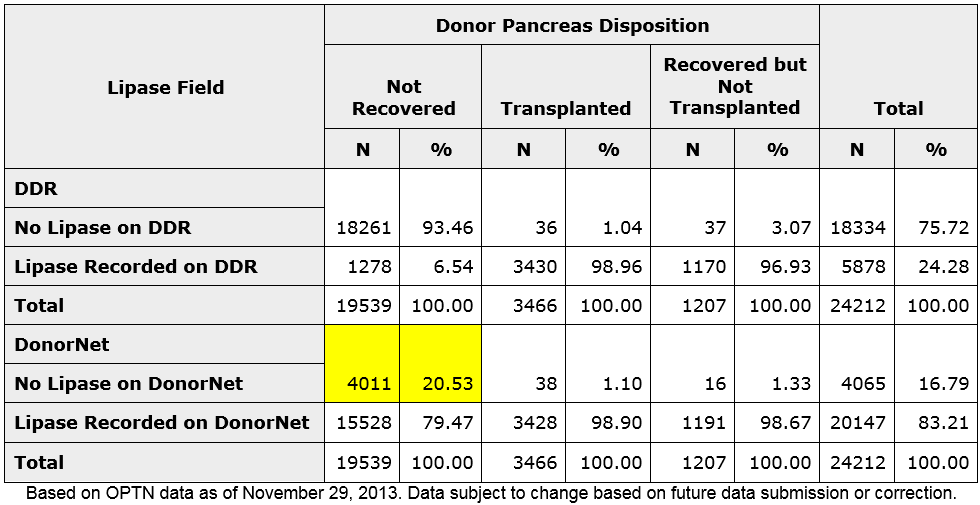 Donor Pancreas Disposition
Lipase Field
Not
Recovered
Transplanted
Recovered but
Not
Transplanted
Total
N % N % N % N %
DDR
No Lipase on DDR 18261 93.46 36 1.04 37 3.07 18334 75.72
Lipase Recorded on DDR 1278 6.54 3430 98.96 1170 96.93 5878 24.28
Total 19539 100.00 3466 100.00 1207 100.00 24212 100.00
DonorNet
No Lipase on DonorNet 4011 20.53 38 1.10 16 1.33 4065 16.79
Lipase Recorded on DonorNet 15528 79.47 3428 98.90 1191 98.67 20147 83.21
Total 19539 100.00 3466 100.00 1207 100.00 24212 100.00
Based on OPTN data as of November 29, 2013. Data subject to change based on future data submission or correction.